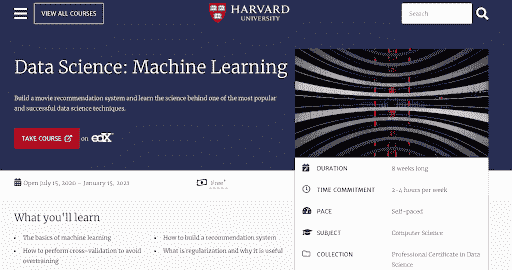 VIEW ALL COURSES
HARVARD
UNIVERSITY
Search
Data Science: Machine Learning
Build a movie recommendation system and learn the science behind one of the most popular
and successful data science techniques.
TAKE COURSE on edX
Open July 15, 2020 – January 15, 2021
Free*
What you'll learn
The basics of machine learning
How to perform cross-validation to avoid
overtraining
How to build a recommendation system
What is regularization and why it is useful
DURATION 8 weeks long
TIME COMMITMENT 2-4 hours per week
PACE Self-paced
SUBJECT Computer Science
COLLECTION Professional Certificate in Data
Science